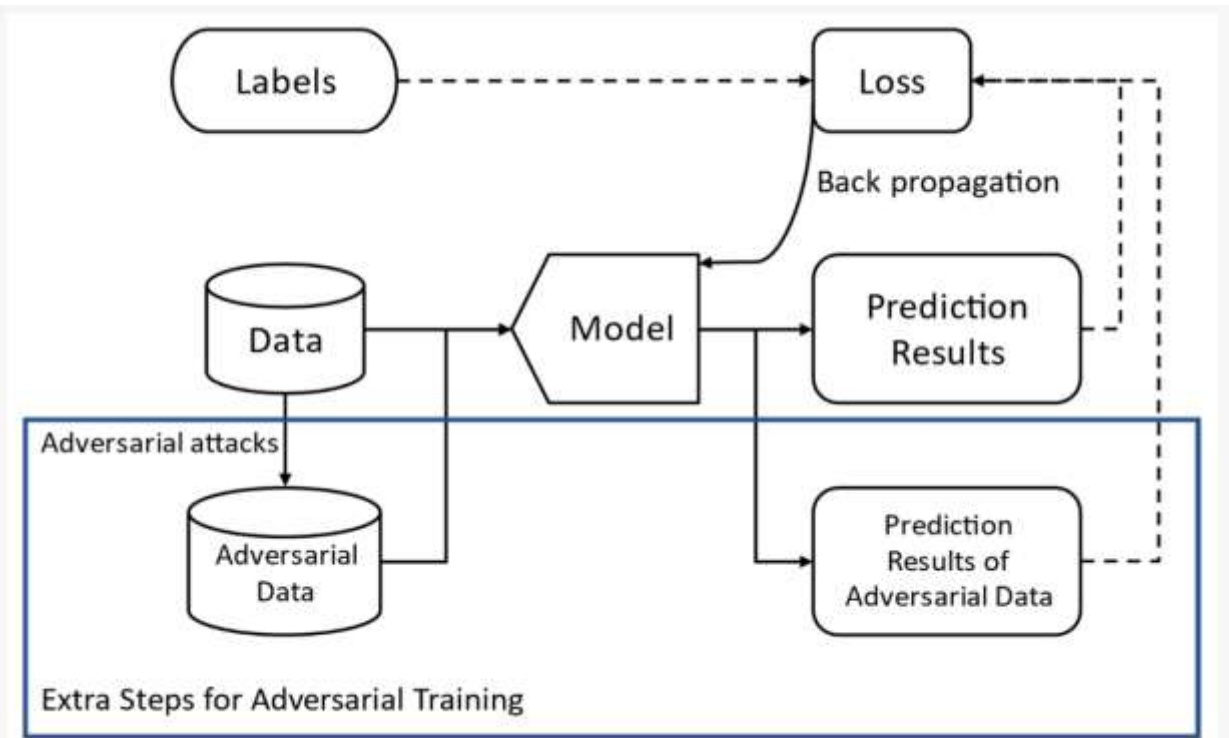 Labels
Loss
Back propagation
Data
Model
Prediction
Results
Adversarial attacks
Adversarial
Data
Prediction
Results of
Adversarial Data
Extra Steps for Adversarial Training